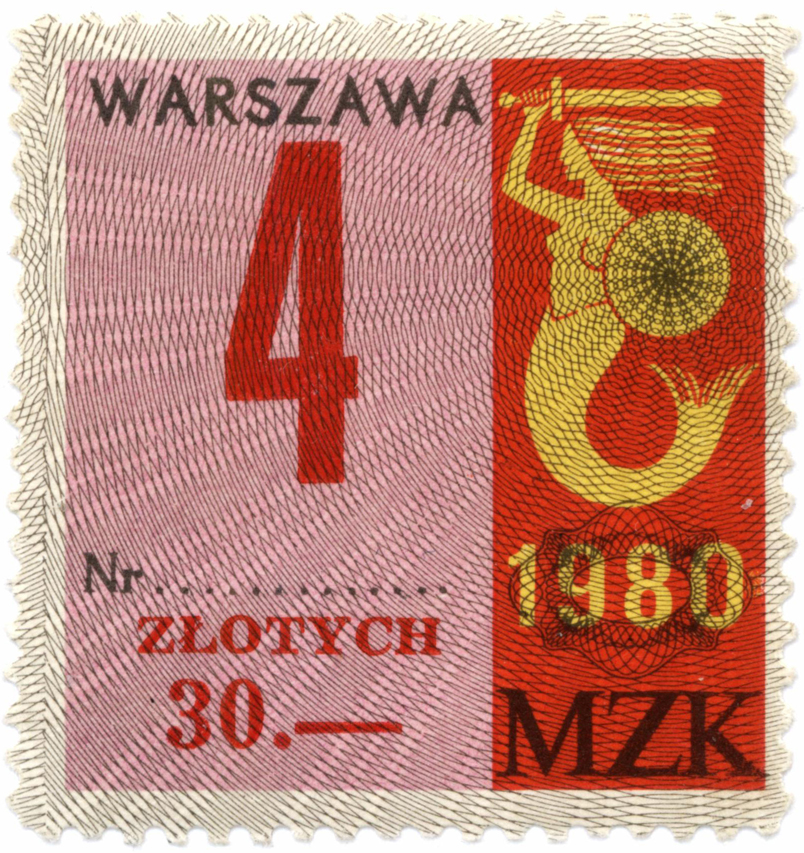 WARSZAWA
4
Nr..............
ZŁOTYCH
30.—
1980
MZK